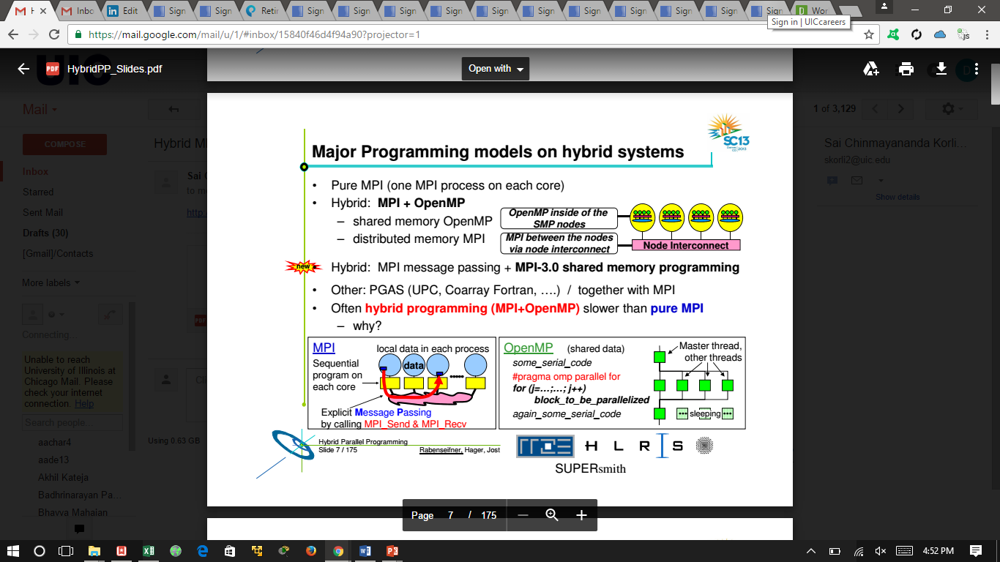 Inbo
Edit
Sign
Sign
Retir
Sign
Sign
Sign
Sign
Sign
Sign
Sign
Sign
Sign
Sign
Sign
Wor
Sign in | UICcareers
https://mail.google.com/mail/u/1/#inbox/15840f46d4f94a90?projector=1
PDF HybridPP_Slides.pdf
Open with
Mail
1 of 3,129
COMPOSE
Hybrid M
Sai Chinmayananda Korli...
skorli2@uic.edu
Show details
Inbox
Starred
Sent Mail
Drafts (30)
[Gmail]/Contacts
More labels
Sai
to m
http:
PDF
Connecting...
Unable to reach
University of Illinois at
Chicago Mail. Please
check your internet
connection. Help
Search people...
aachar4
aade13
Akhil Kateja
Badhrinarayan Pa...
Bhavya Mahajan
Using 0.63 GB
SC13
Major Programming models on hybrid systems
• Pure MPI (one MPI process on each core)
• Hybrid: MPI + OpenMP
– shared memory OpenMP
– distributed memory MPI
OpenMP inside of the
SMP nodes
MPI between the nodes
via node interconnect
Node Interconnect
new
Hybrid: MPI message passing + MPI-3.0 shared memory programming
• Other: PGAS (UPC, Coarray Fortran, ….) / together with MPI
• Often hybrid programming (MPI+OpenMP) slower than pure MPI
– why?
MPI
local data in each process
Sequential
program on
each core
data
Explicit Message Passing
by calling MPI_Send & MPI_Recv
OpenMP (shared data)
some_serial_code
#pragma omp parallel for
for (j=…;…; j++)
block_to_be_parallelized
again_some_serial_code
Master thread,
other threads
••• sleeping •••
Hybrid Parallel Programming
Slide 7 / 175
Rabenseifner, Hager, Jost
H L R I S
SUPERsmith
Page 7 / 175
4:52 PM